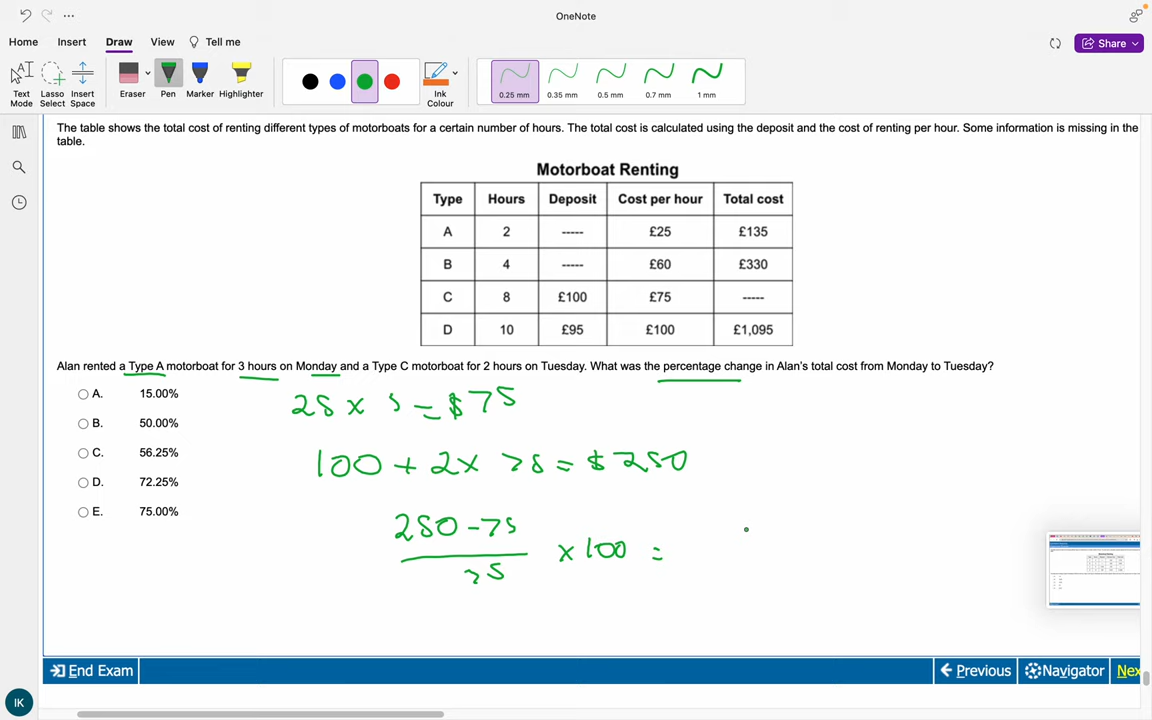 OneNote
Home Insert Draw View Tell me
Share
Text Mode
Lasso Select
Insert Space
Eraser
Pen
Marker
Highlighter
Ink Colour
0.25 mm
0.35 mm
0.5 mm
0.7 mm
1 mm
The table shows the total cost of renting different types of motorboats for a certain number of hours. The total cost is calculated using the deposit and the cost of renting per hour. Some information is missing in the
table.
Motorboat Renting
Type Hours Deposit Cost per hour Total cost
A 2 ----- £25 £135
B 4 ----- £60 £330
C 8 £100 £75 -----
D 10 £95 £100 £1,095
Alan rented a Type A motorboat for 3 hours on Monday and a Type C motorboat for 2 hours on Tuesday. What was the percentage change in Alan's total cost from Monday to Tuesday?
A. 15.00%
B. 50.00%
C. 56.25%
D. 72.25%
E. 75.00%
25 x 3 = $75
100 + 2x 75 = $250
250 - 75
75
x 100 =
End Exam
Previous
Navigator
Nex
IK